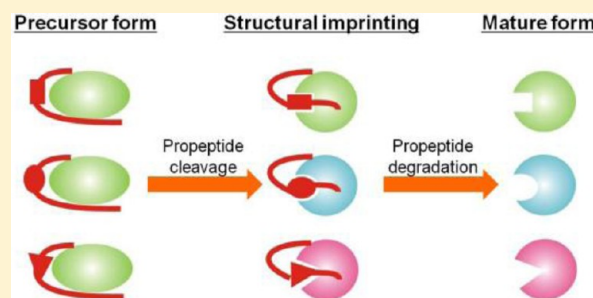 Precursor form Structural imprinting Mature form
Propeptide
cleavage
Propeptide
degradation